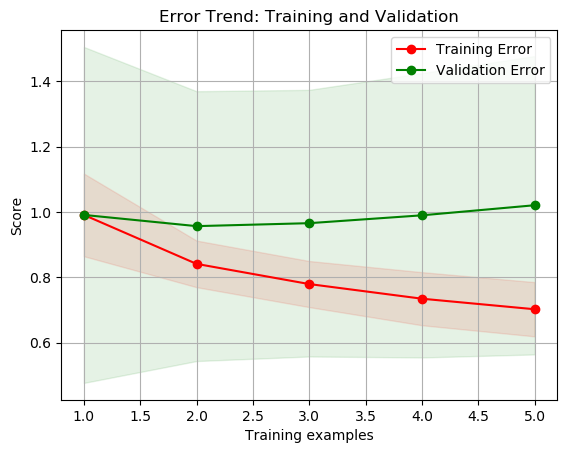 Error Trend: Training and Validation
Training Error
Validation Error
Score
1.4
1.2
1.0
0.8
0.6
1.0 1.5 2.0 2.5 3.0 3.5 4.0 4.5 5.0
Training examples